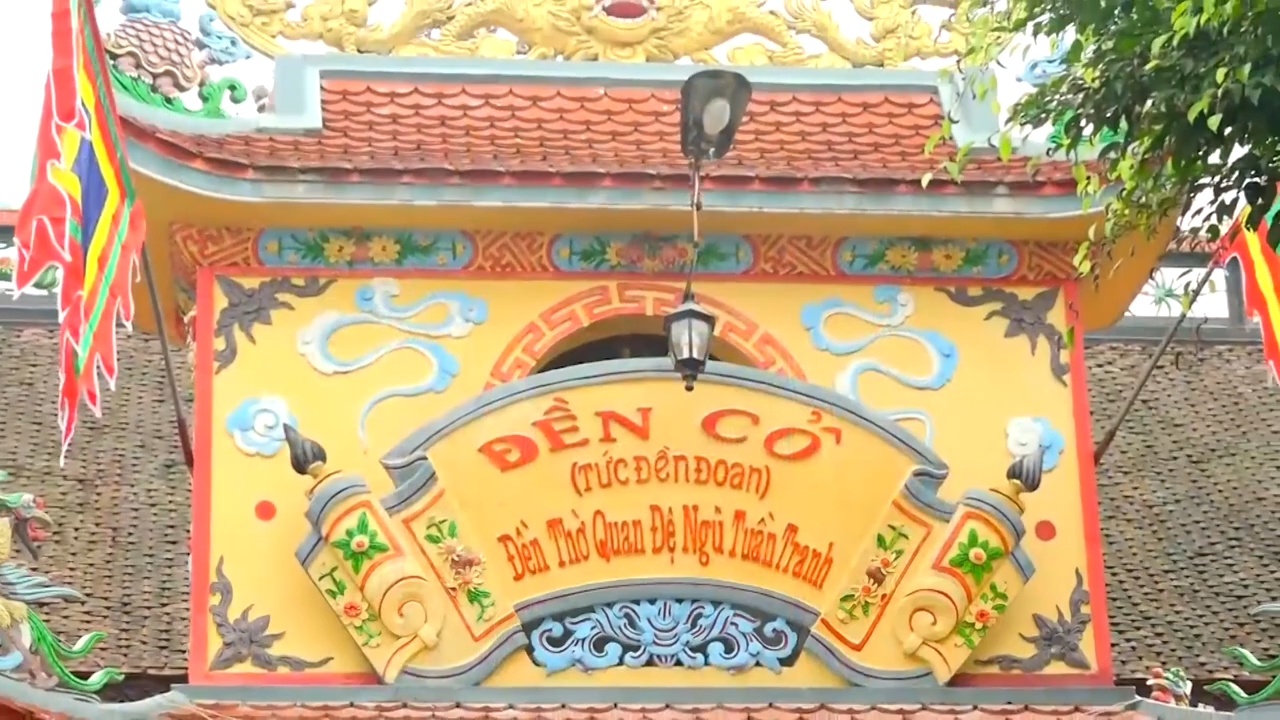 ĐỀN CỔ
(TỨC ĐỀN ĐOAN)
Đền Thờ Quan Đệ Ngũ Tuần Tranh